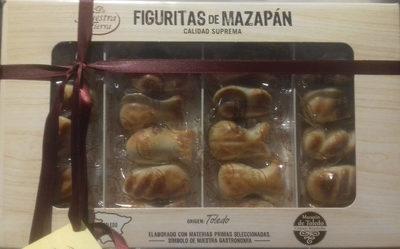 de
Nuestra
Tierra
FIGURITAS DE MAZAPÁN
CALIDAD SUPREMA
ORIGEN: Toledo
ELABORADO CON MATERIAS PRIMAS SELECCIONADAS.
SÍMBOLO DE NUESTRA GASTRONOMÍA
Mazapán
de Toledo